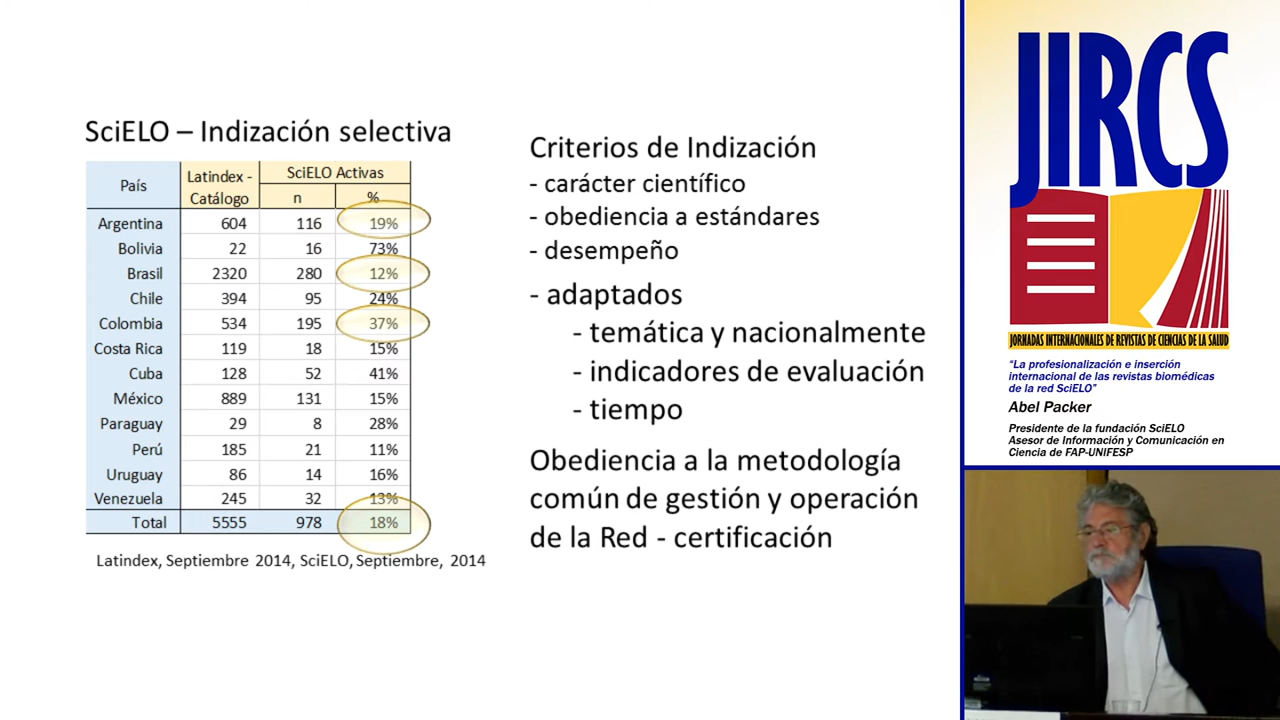 SciELO – Indización selectiva
País Latindex - Catálogo SciELO Activas
n %
Argentina 604 116 19%
Bolivia 22 16 73%
Brasil 2320 280 12%
Chile 394 95 24%
Colombia 534 195 37%
Costa Rica 119 18 15%
Cuba 128 52 41%
México 889 131 15%
Paraguay 29 8 28%
Perú 185 21 11%
Uruguay 86 14 16%
Venezuela 245 32 13%
Total 5555 978 18%
Latindex, Septiembre 2014, SciELO, Septiembre, 2014
Criterios de Indización
- carácter científico
- obediencia a estándares
- desempeño
- adaptados
- temática y nacionalmente
- indicadores de evaluación
- tiempo
Obediencia a la metodología
común de gestión y operación
de la Red - certificación
JIRCS
JORNADAS INTERNACIONALES DE REVISTAS DE CIENCIAS DE LA SALUD
“La profesionalización e inserción
internacional de las revistas biomédicas
de la red SciELO”
Abel Packer
Presidente de la fundación SciELO
Asesor de Información y Comunicación en
Ciencia de FAP-UNIFESP